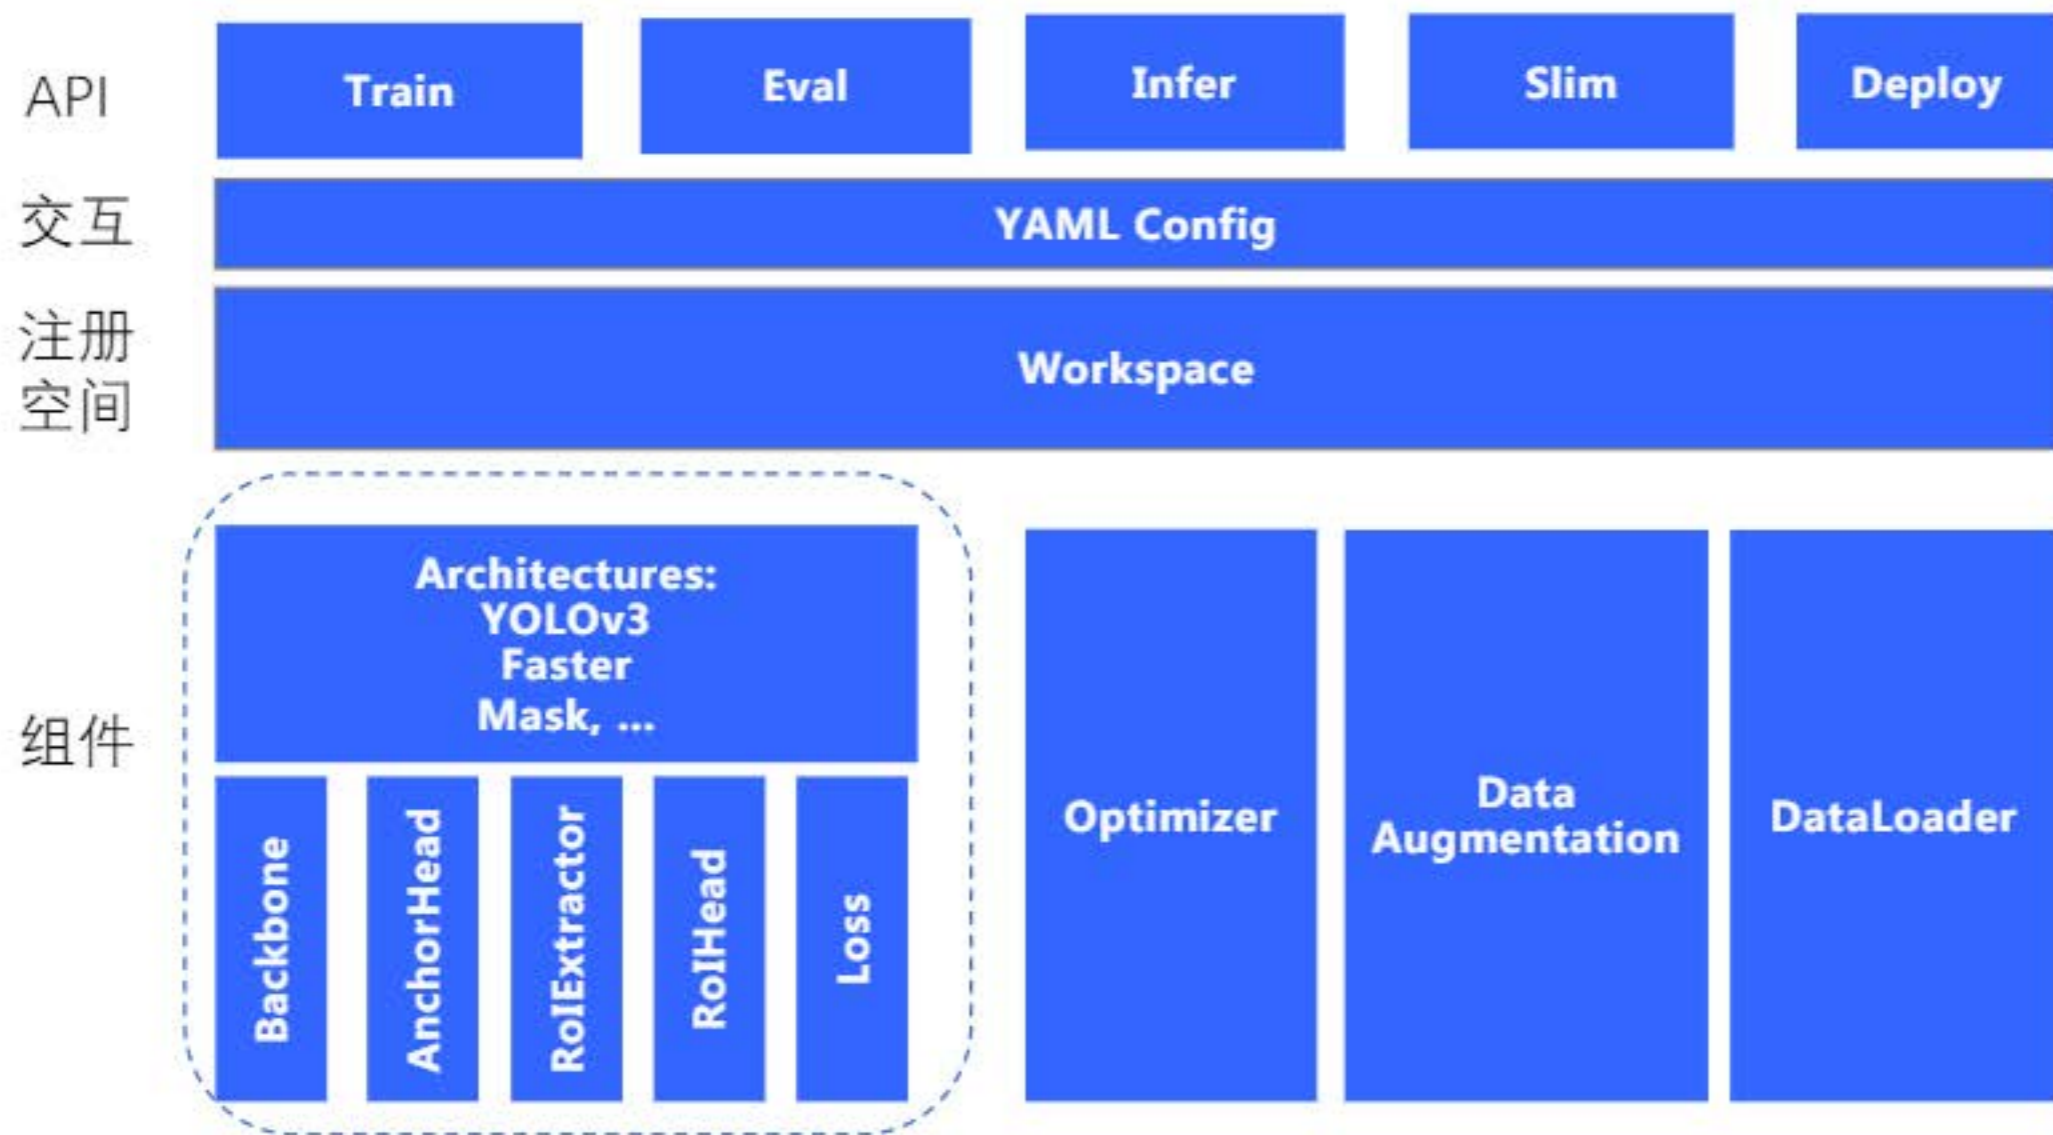 API
Train
Eval
Infer
Slim
Deploy
交互
YAML Config
注册
空间
Workspace
组件
Architectures:
YOLOv3
Faster
Mask, ...
Backbone
AnchorHead
RoIExtractor
RoIHead
Loss
Optimizer
Data
Augmentation
DataLoader